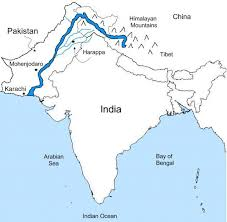 Himalayan
Mountains
China
Pakistan
Harappa
Tibet
Mohenjodaro
Karachi
India
Arabian
Sea
Bay of
Bengal
Indian Ocean